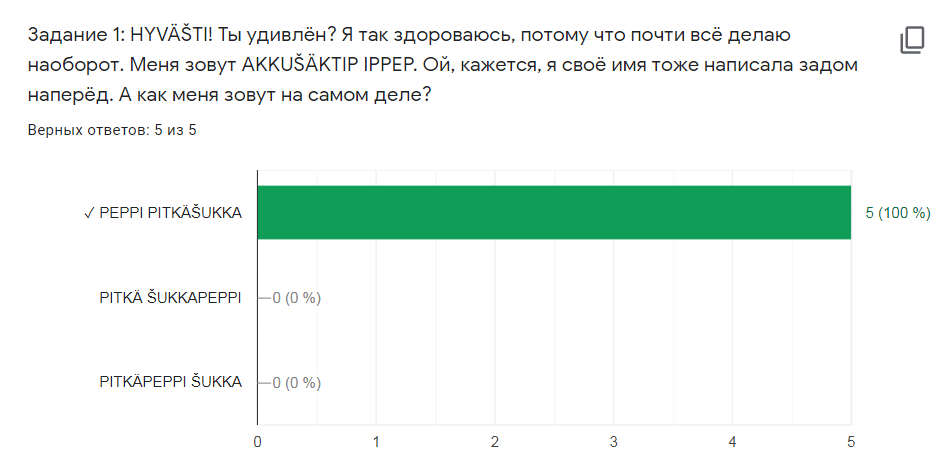 Задание 1: HYVÄŠTI! Ты удивлён? Я так здороваюсь, потому что почти всё делаю
наоборот. Меня зовут AKKUŠÄKTIP IPPEP. Ой, кажется, я своё имя тоже написала задом
наперёд. А как меня зовут на самом деле?
Верных ответов: 5 из 5
✓ PEPPI PITKÄŠUKKA
5 (100 %)
PITKÄ ŠUKKAPEPPI
0 (0 %)
PITKÄPEPPI ŠUKKA
0 (0 %)
0 1 2 3 4 5